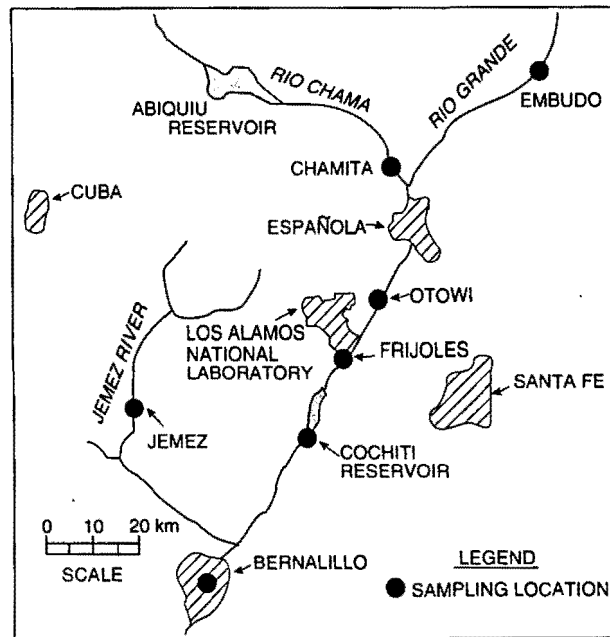 RIO CHAMA
RIO GRANDE
ABIQUIU
RESERVOIR
EMBUDO
CHAMITA
CUBA
ESPAÑOLA
OTOWI
LOS ALAMOS
NATIONAL
LABORATORY
FRIJOLES
SANTA FE
JEMEZ RIVER
JEMEZ
COCHITI
RESERVOIR
0 10 20 km
SCALE
BERNALILLO
LEGEND
SAMPLING LOCATION